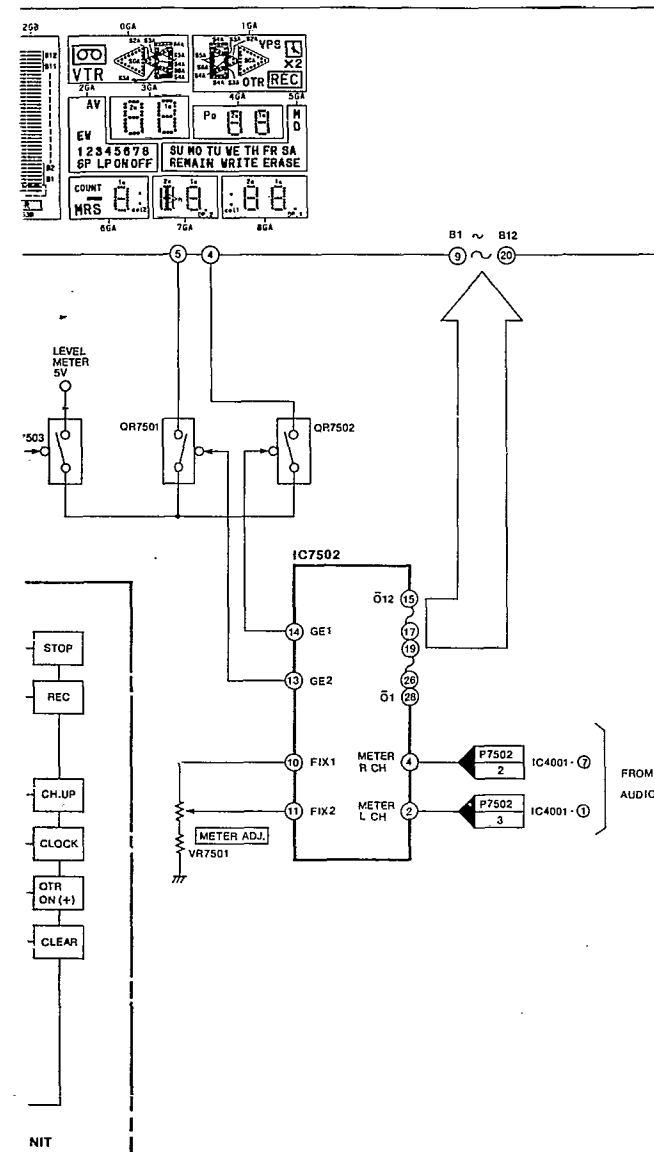 2GB
0GA
1GA
B12
B11
VTR
VPS
X2
OTR REC
2GA
3GA
4GA
5GA
AV
Po
M
D
EW
12345678
SP LP ON OFF
SU MO TU WE TH FR SA
REMAIN WRITE ERASE
B2
B1
COUNT
MRS
6GA
7GA
8GA
5
4
B1 ~ B12
9
20
LEVEL
METER
5V
7503
QR7501
QR7502
IC7502
Ō12 15
14 GE1
17
19
13 GE2
26
Ō1 28
10 FIX1
METER
R CH
4
P7502
2
IC4001-7
11 FIX2
METER
L CH
2
P7502
3
IC4001-1
FROM
AUDIO
METER ADJ.
VR7501
STOP
REC
CH.UP
CLOCK
OTR
ON (+)
CLEAR
NIT